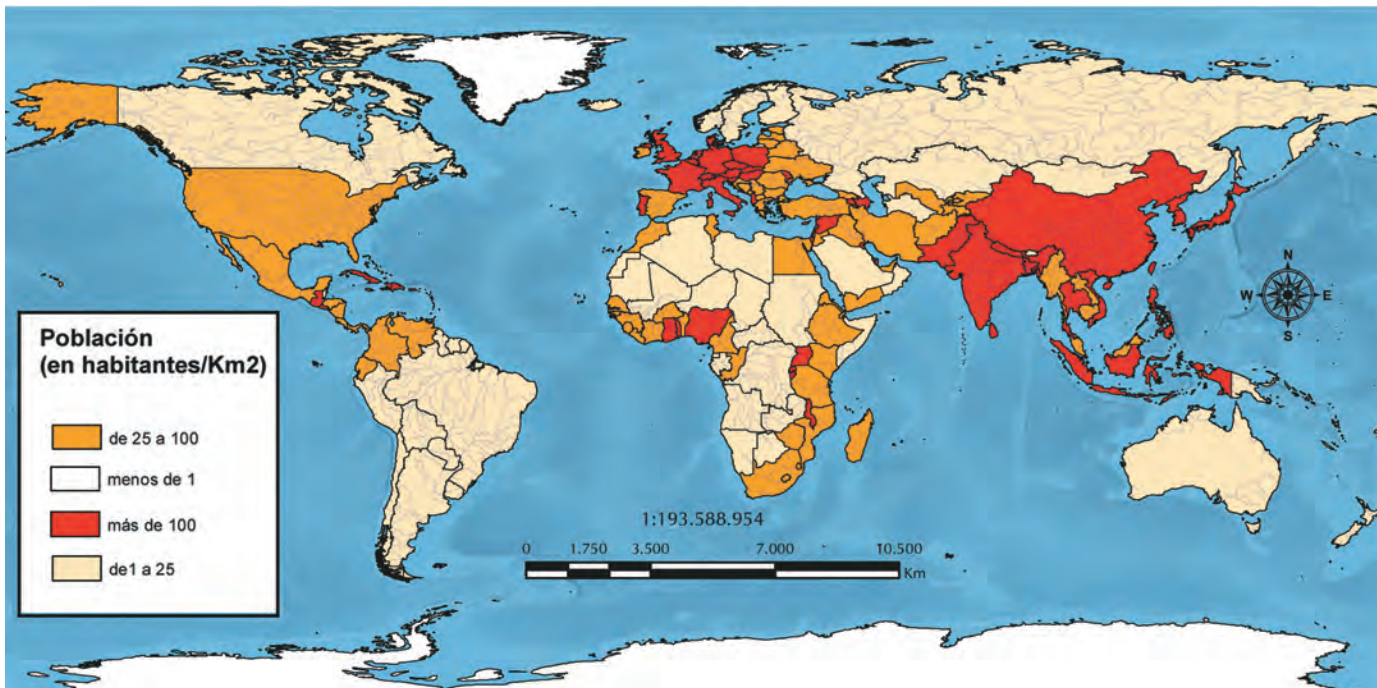 N
W E
S
Población
(en habitantes/Km2)
de 25 a 100
menos de 1
más de 100
de1 a 25
1:193.588.954
0 1.750 3.500 7.000 10.500
Km